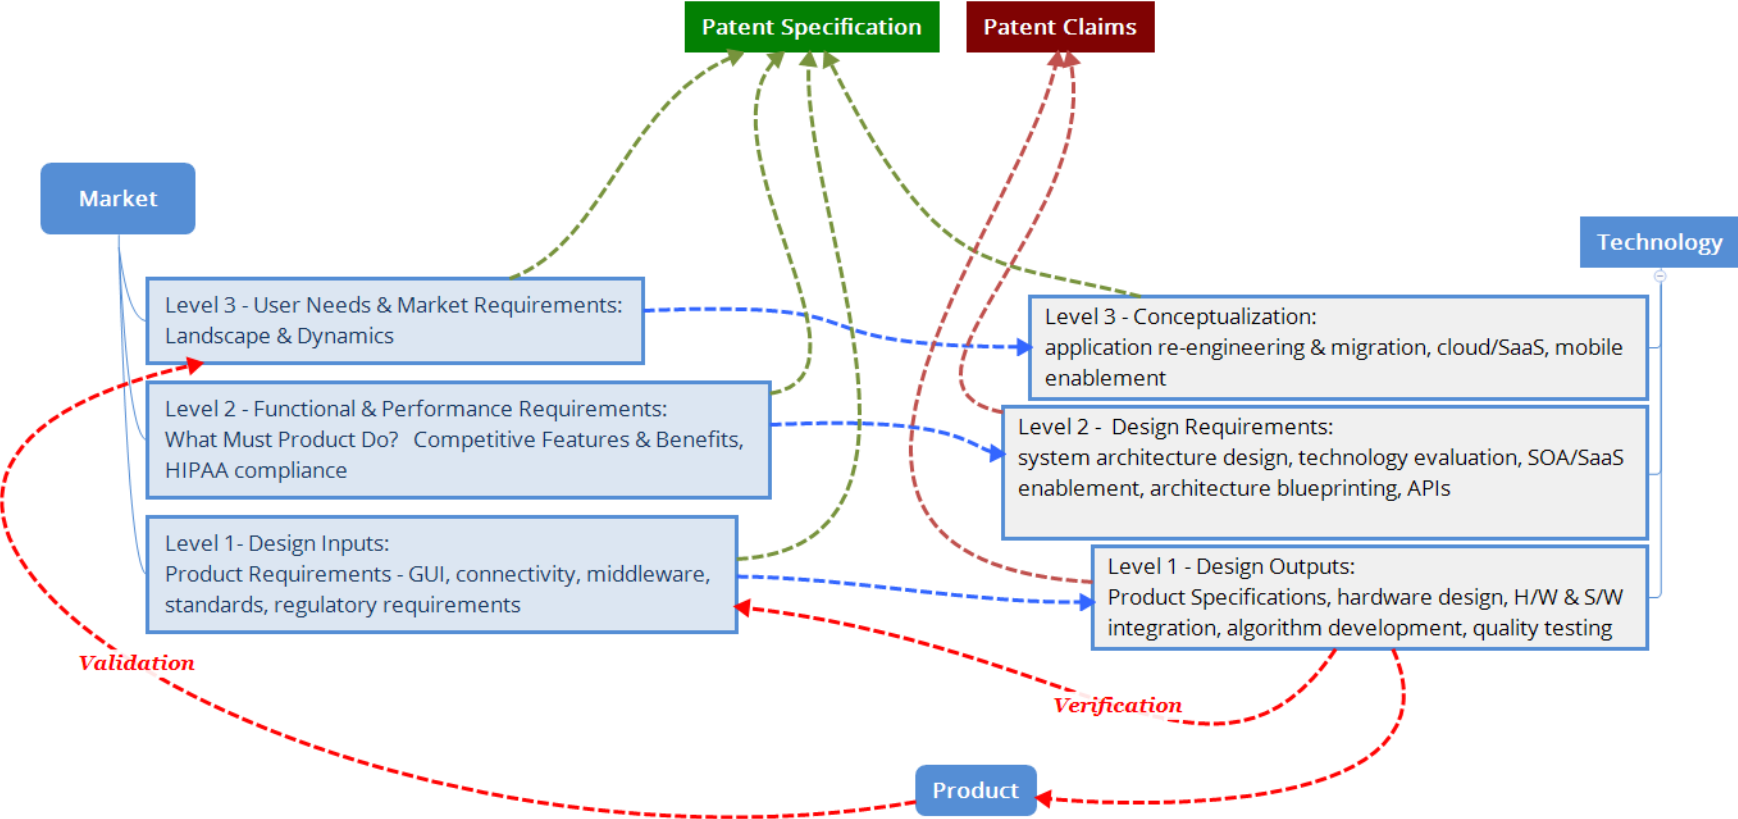 Patent Specification
Patent Claims
Market
Technology
Level 3 - User Needs & Market Requirements:
Landscape & Dynamics
Level 3 - Conceptualization:
application re-engineering & migration, cloud/SaaS, mobile
enablement
Level 2 - Functional & Performance Requirements:
What Must Product Do?   Competitive Features & Benefits,
HIPAA compliance
Level 2 -  Design Requirements:
system architecture design, technology evaluation, SOA/SaaS
enablement, architecture blueprinting, APIs
Level 1- Design Inputs:
Product Requirements - GUI, connectivity, middleware,
standards, regulatory requirements
Level 1 - Design Outputs:
Product Specifications, hardware design, H/W & S/W
integration, algorithm development, quality testing
Validation
Verification
Product